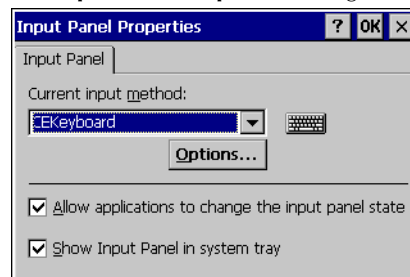 Input Panel Properties ? OK ×
Input Panel
Current input method:
CEKeyboard
Options...
Allow applications to change the input panel state
Show Input Panel in system tray